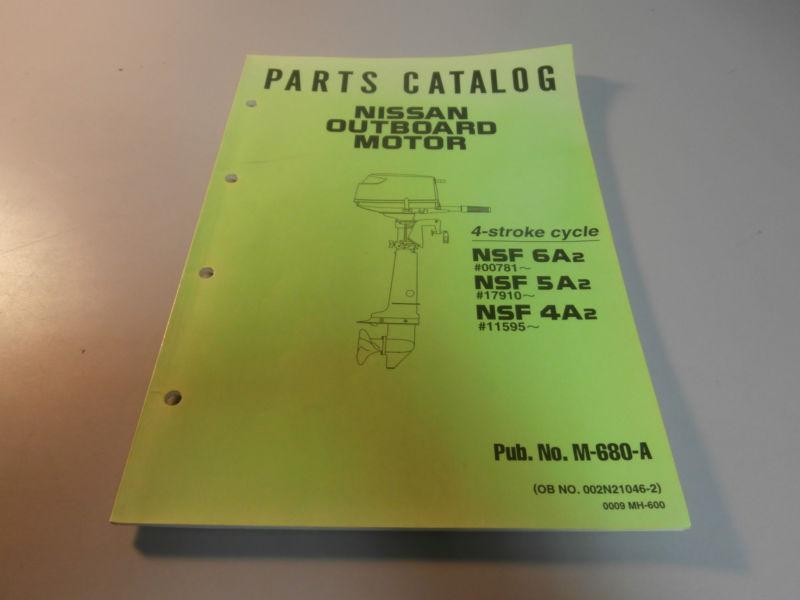 PARTS CATALOG
NISSAN
OUTBOARD
MOTOR
4-stroke cycle
NSF 6A2
#00781~
NSF 5A2
#17910~
NSF 4A2
#11595~
Pub. No. M-680-A
(OB NO. 002N21046-2)
0009 MH-600